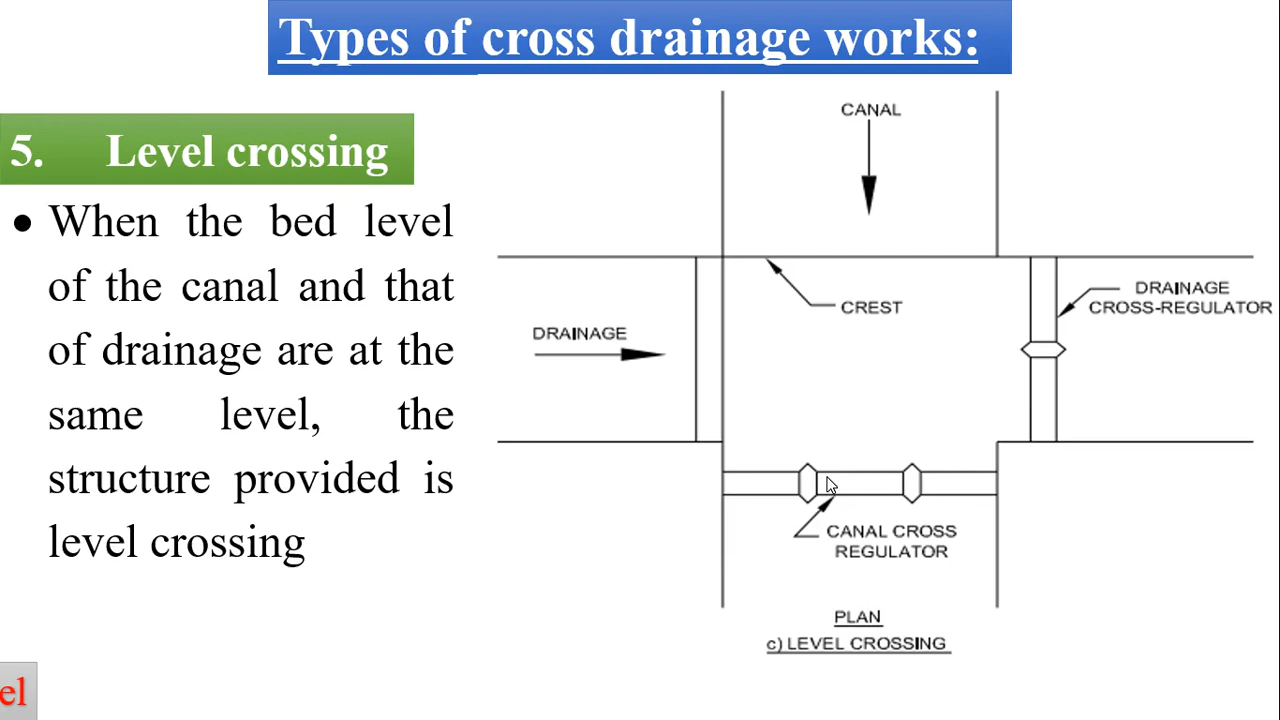 Types of cross drainage works:
5. Level crossing
• When the bed level
of the canal and that
of drainage are at the
same level, the
structure provided is
level crossing
CANAL
CREST
DRAINAGE
DRAINAGE
CROSS-REGULATOR
CANAL CROSS
REGULATOR
PLAN
c) LEVEL CROSSING
el